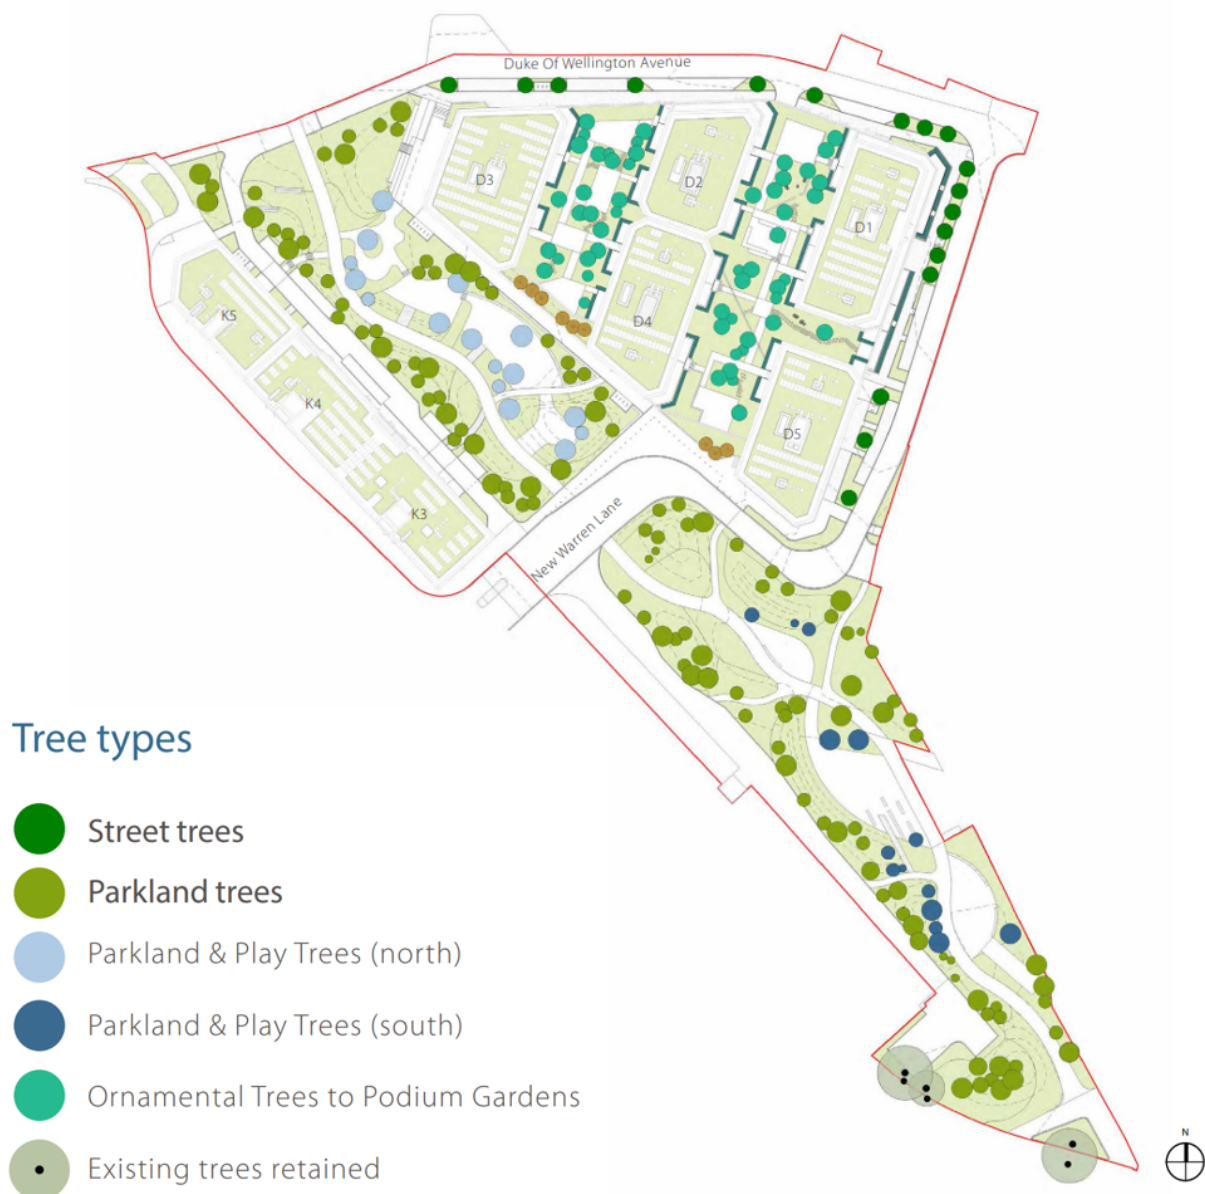 Duke Of Wellington Avenue
D3
D2
D1
K5
D4
K4
D5
K3
New Warren Lane
Tree types
Street trees
Parkland trees
Parkland & Play Trees (north)
Parkland & Play Trees (south)
Ornamental Trees to Podium Gardens
Existing trees retained
N